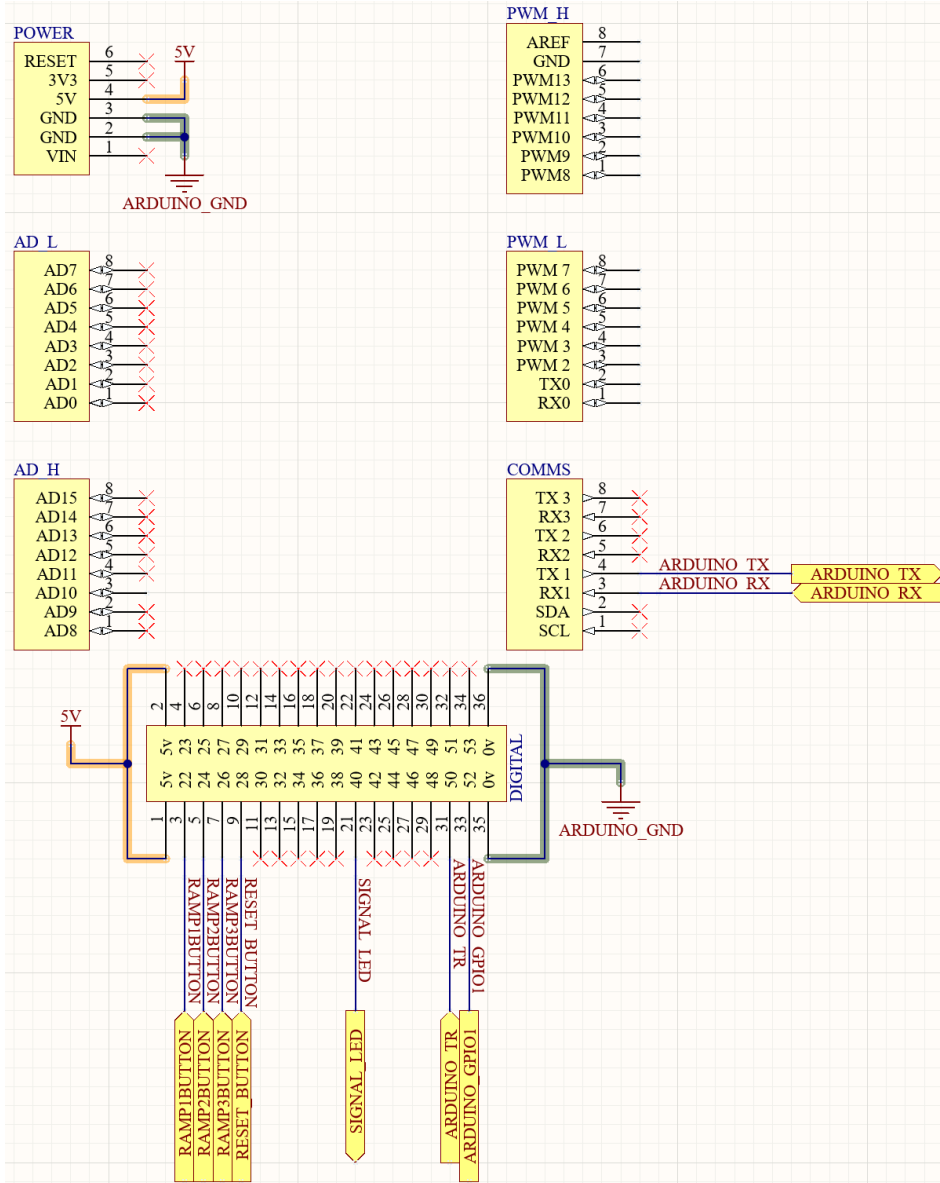 POWER
RESET 6
3V3 5
5V 4
GND 3
GND 2
VIN 1
5V
ARDUINO_GND
PWM_H
AREF 8
GND 7
PWM13 6
PWM12 5
PWM11 4
PWM10 3
PWM9 2
PWM8 1
AD_L
AD7 8
AD6 7
AD5 6
AD4 5
AD3 4
AD2 3
AD1 2
AD0 1
PWM_L
PWM 7 8
PWM 6 7
PWM 5 6
PWM 4 5
PWM 3 4
PWM 2 3
TX0 2
RX0 1
AD_H
AD15 8
AD14 7
AD13 6
AD12 5
AD11 4
AD10 3
AD9 2
AD8 1
COMMS
TX 3 8
RX3 7
TX 2 6
RX2 5
TX 1 4
RX1 3
SDA 2
SCL 1
ARDUINO_TX
ARDUINO_RX
ARDUINO_TX
ARDUINO_RX
5V
2 4 6 8 10 12 14 16 18 20 22 24 26 28 30 32 34 36
5v 23 25 27 29 31 33 35 37 39 41 43 45 47 49 51 53 0v
5v 22 24 26 28 30 32 34 36 38 40 42 44 46 48 50 52 0v
1 3 5 7 9 11 13 15 17 19 21 23 25 27 29 31 33 35
DIGITAL
ARDUINO_GND
RAMP1BUTTON
RAMP2BUTTON
RAMP3BUTTON
RESET_BUTTON
SIGNAL_LED
ARDUINO_TR
ARDUINO_GPIO1
RAMP1BUTTON
RAMP2BUTTON
RAMP3BUTTON
RESET_BUTTON
SIGNAL_LED
ARDUINO_TR
ARDUINO_GPIO1